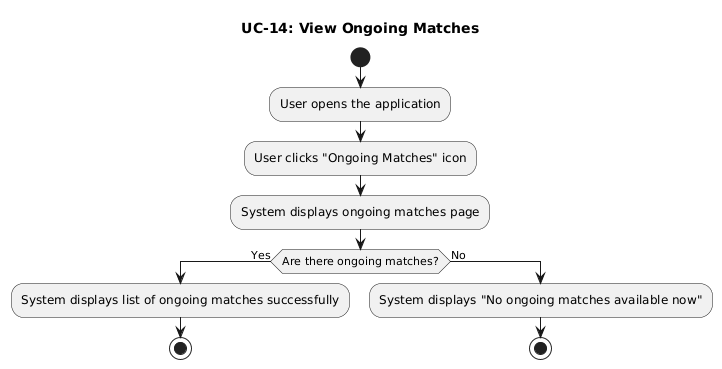 UC-14: View Ongoing Matches
User opens the application
User clicks "Ongoing Matches" icon
System displays ongoing matches page
Are there ongoing matches?
Yes
No
System displays list of ongoing matches successfully
System displays "No ongoing matches available now"